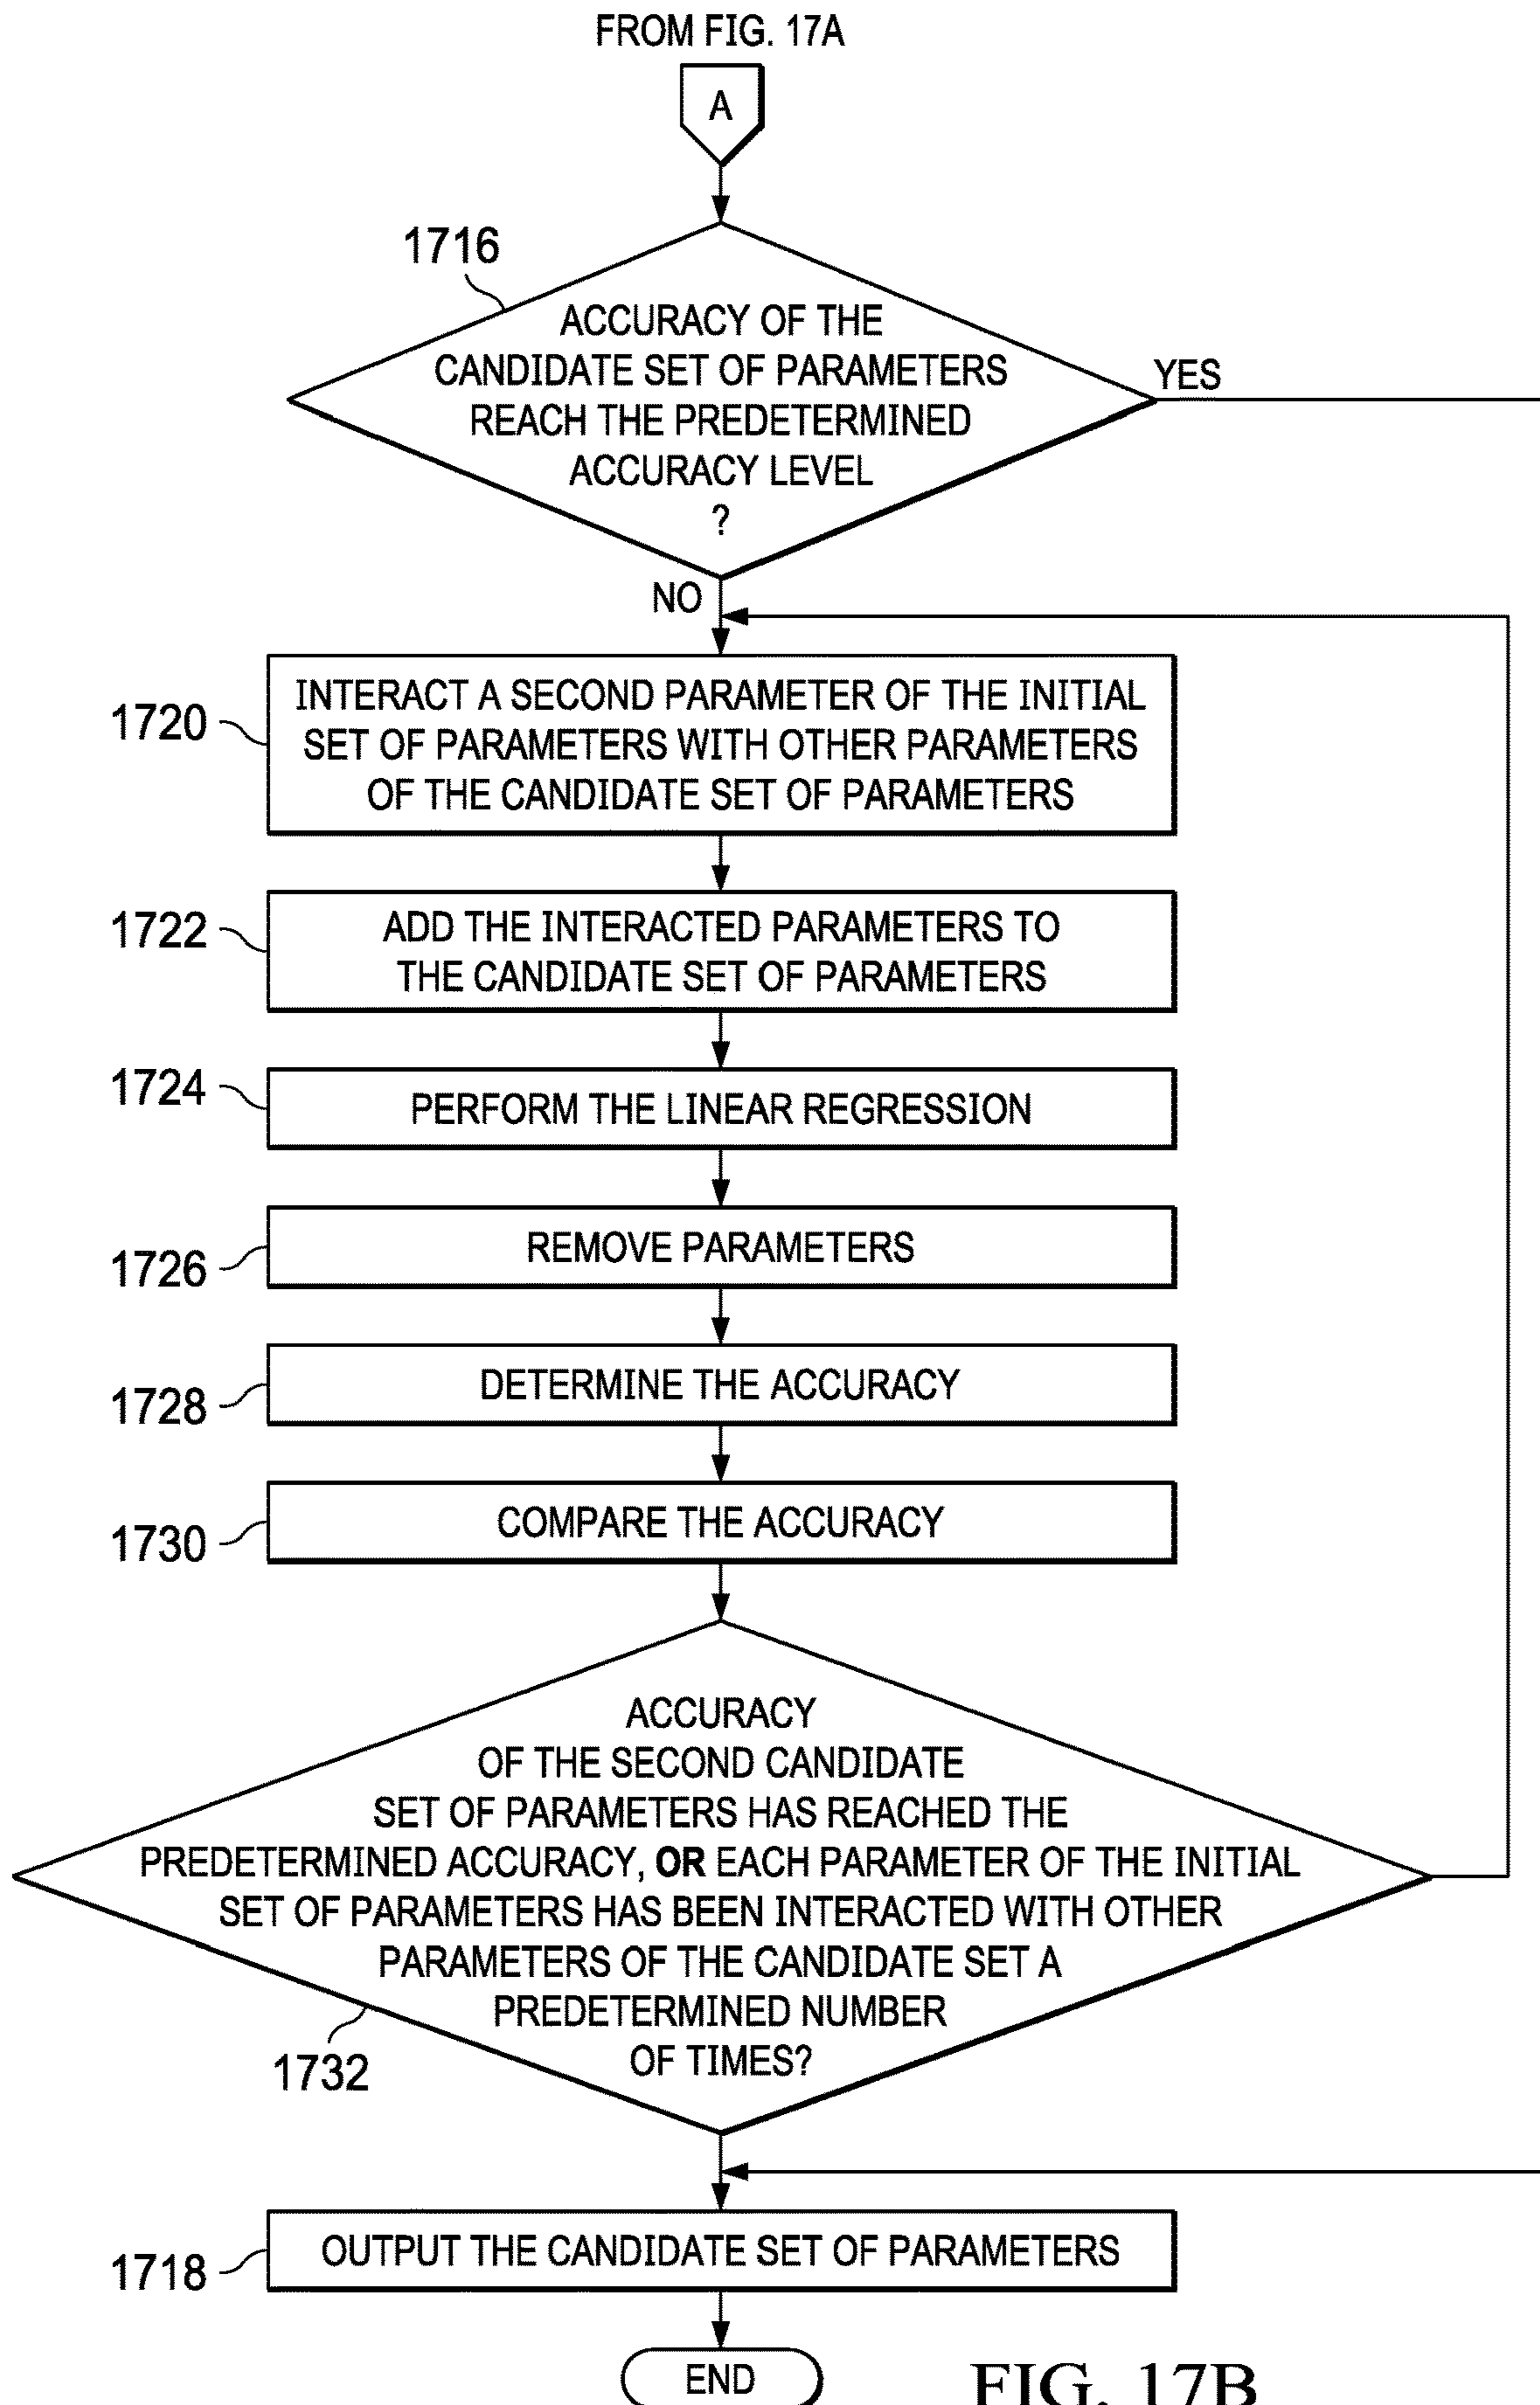 FROM FIG. 17A
A
1716
ACCURACY OF THE
CANDIDATE SET OF PARAMETERS
REACH THE PREDETERMINED
ACCURACY LEVEL
?
YES
NO
1720
INTERACT A SECOND PARAMETER OF THE INITIAL
SET OF PARAMETERS WITH OTHER PARAMETERS
OF THE CANDIDATE SET OF PARAMETERS
1722
ADD THE INTERACTED PARAMETERS TO
THE CANDIDATE SET OF PARAMETERS
1724
PERFORM THE LINEAR REGRESSION
1726
REMOVE PARAMETERS
1728
DETERMINE THE ACCURACY
1730
COMPARE THE ACCURACY
ACCURACY
OF THE SECOND CANDIDATE
SET OF PARAMETERS HAS REACHED THE
PREDETERMINED ACCURACY, OR EACH PARAMETER OF THE INITIAL
SET OF PARAMETERS HAS BEEN INTERACTED WITH OTHER
PARAMETERS OF THE CANDIDATE SET A
PREDETERMINED NUMBER
OF TIMES?
1732
1718
OUTPUT THE CANDIDATE SET OF PARAMETERS
END
FIG. 17B